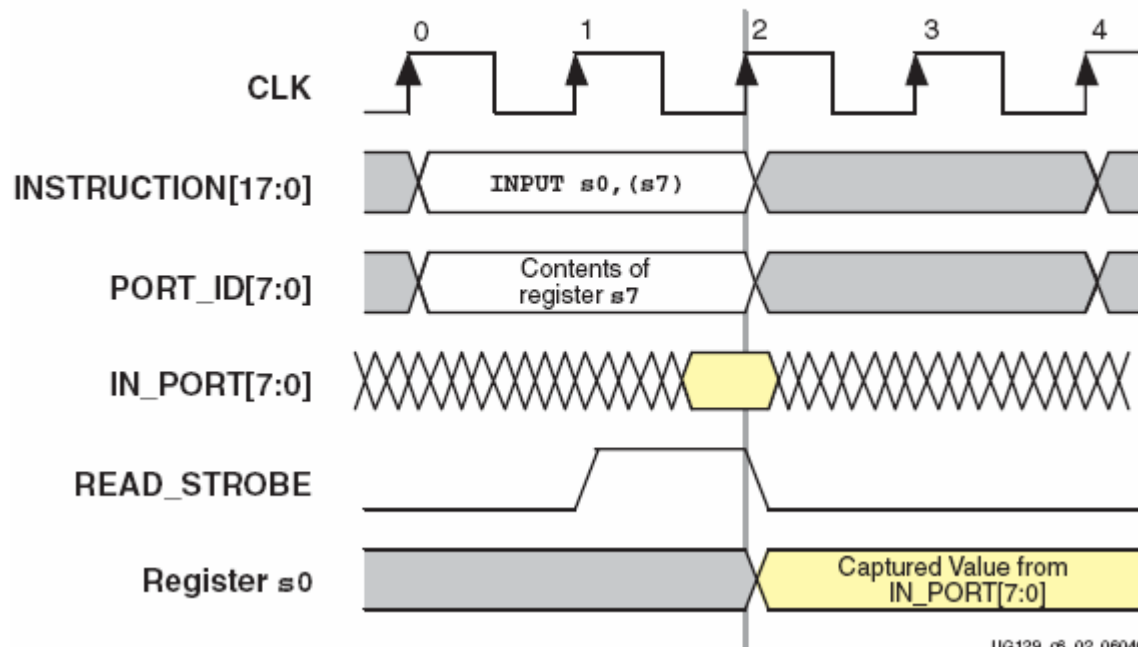 0 1 2 3 4
CLK
INSTRUCTION[17:0]
INPUT s0,(s7)
PORT_ID[7:0]
Contents of
register s7
IN_PORT[7:0]
READ_STROBE
Register s0
Captured Value from
IN_PORT[7:0]